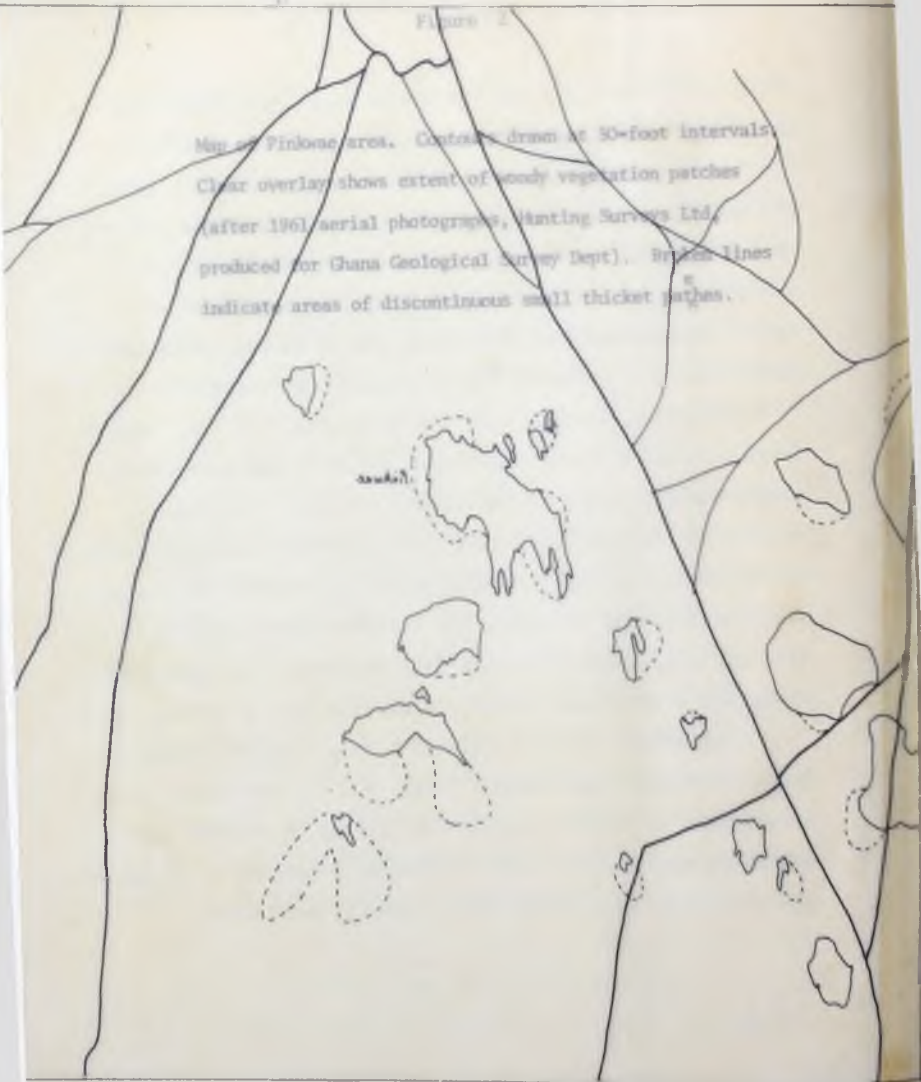 Figure 2
Map of Pinkwae area. Contours drawn at 50-foot intervals.
Clear overlay shows extent of woody vegetation patches
(after 1961 aerial photographs, Hunting Surveys Ltd,
produced for Ghana Geological Survey Dept). Broken lines
indicate areas of discontinuous small thicket pathes.
c
Pinkwae